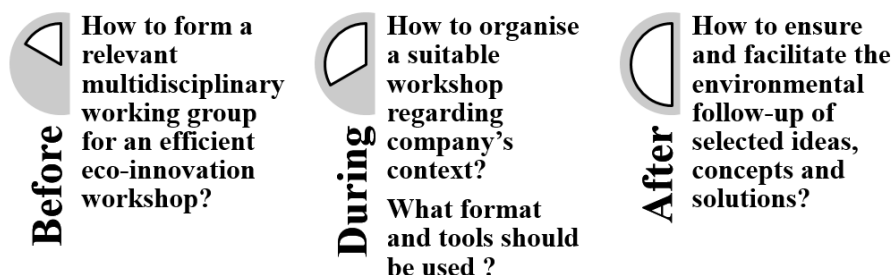 Before
How to form a
relevant
multidisciplinary
working group
for an efficient
eco-innovation
workshop?
During
How to organise
a suitable
workshop
regarding
company's
context?
What format
and tools should
be used ?
After
How to ensure
and facilitate the
environmental
follow-up of
selected ideas,
concepts and
solutions?